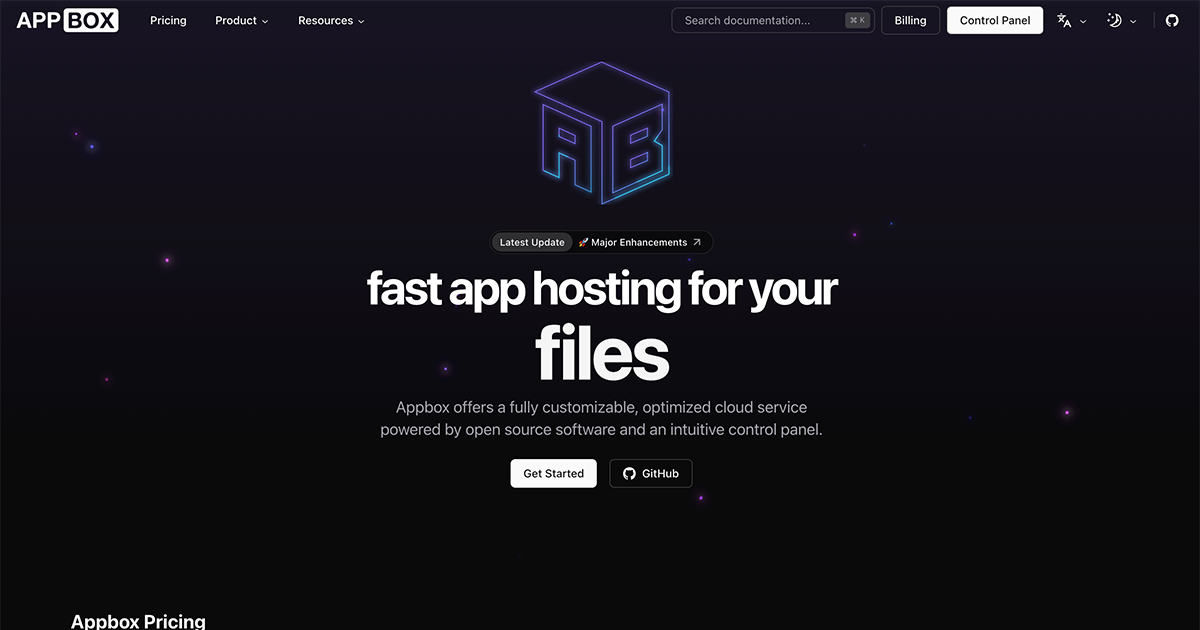 APPBOX
Pricing
Product
Resources
Search documentation...
⌘ K
Billing
Control Panel
AB
Latest Update
🚀 Major Enhancements
fast app hosting for your
files
Appbox offers a fully customizable, optimized cloud service
powered by open source software and an intuitive control panel.
Get Started
GitHub
Appbox Pricing